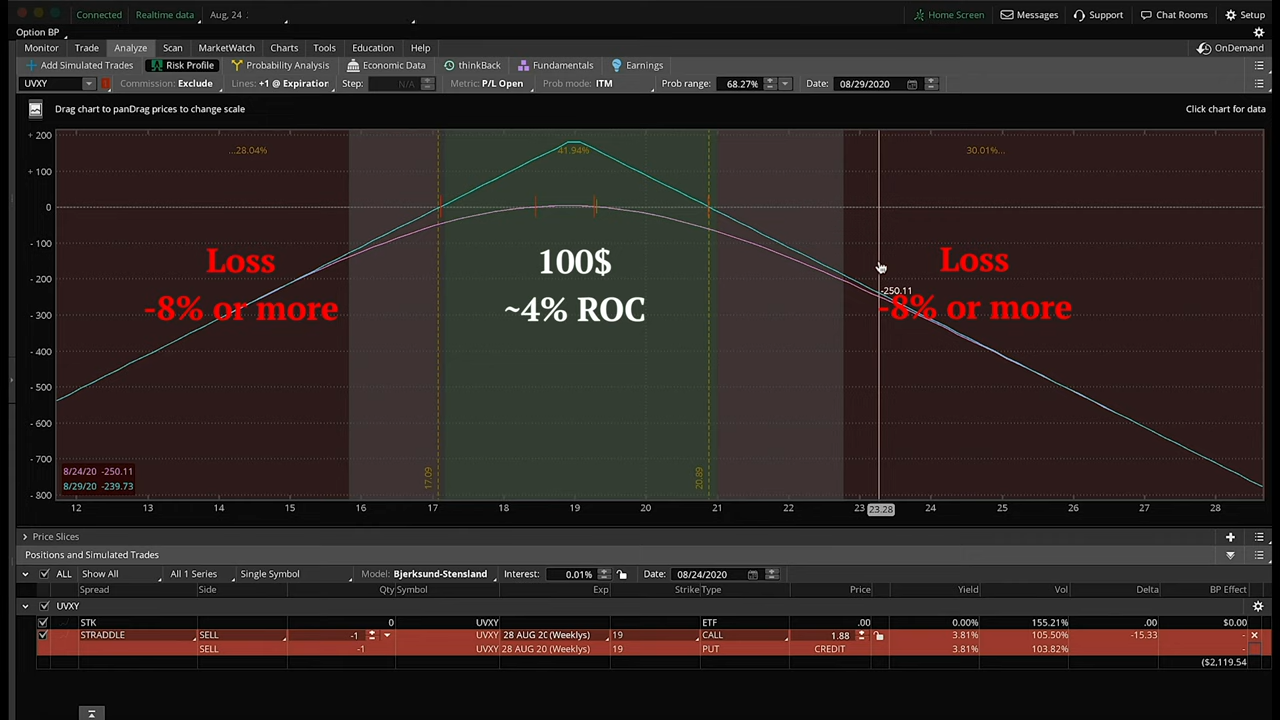 Connected Realtime data Aug, 24 :
Home Screen Messages Support Chat Rooms Setup
Option BP
Monitor Trade Analyze Scan MarketWatch Charts Tools Education Help
OnDemand
Add Simulated Trades Risk Profile Probability Analysis Economic Data thinkBack Fundamentals Earnings
UVXY Commission: Exclude Lines: +1 @ Expiration Step: N/A Metric: P/L Open Prob mode: ITM Prob range: 68.27% Date: 08/29/2020
Drag chart to panDrag prices to change scale Click chart for data
+ 200
...28.04% 41.94% 30.01%...
+ 100
0
- 100
Loss 100$ Loss
- 200
-250.11
-8% or more ~4% ROC -8% or more
- 300
- 400
- 500
- 600
- 700
8/24/20 -250.11
8/29/20 -239.73
17.09 20.89
- 800
12 13 14 15 16 17 18 19 20 21 22 23 23.28 24 25 26 27 28
Price Slices
Positions and Simulated Trades
ALL Show All All 1 Series Single Symbol Model: Bjerksund-Stensland Interest: 0.01% Date: 08/24/2020
Spread Side Qty Symbol Exp Strike Type Price Yield Vol Delta BP Effect
UVXY
STK 0 UVXY ETF .00 0.00% 155.21% .00 $0.00
STRADDLE SELL -1 UVXY 28 AUG 20 (Weeklys) 19 CALL 1.88 3.81% 105.50% -15.33 -
SELL -1 UVXY 28 AUG 20 (Weeklys) 19 PUT CREDIT 3.81% 103.82% -
($2,119.54